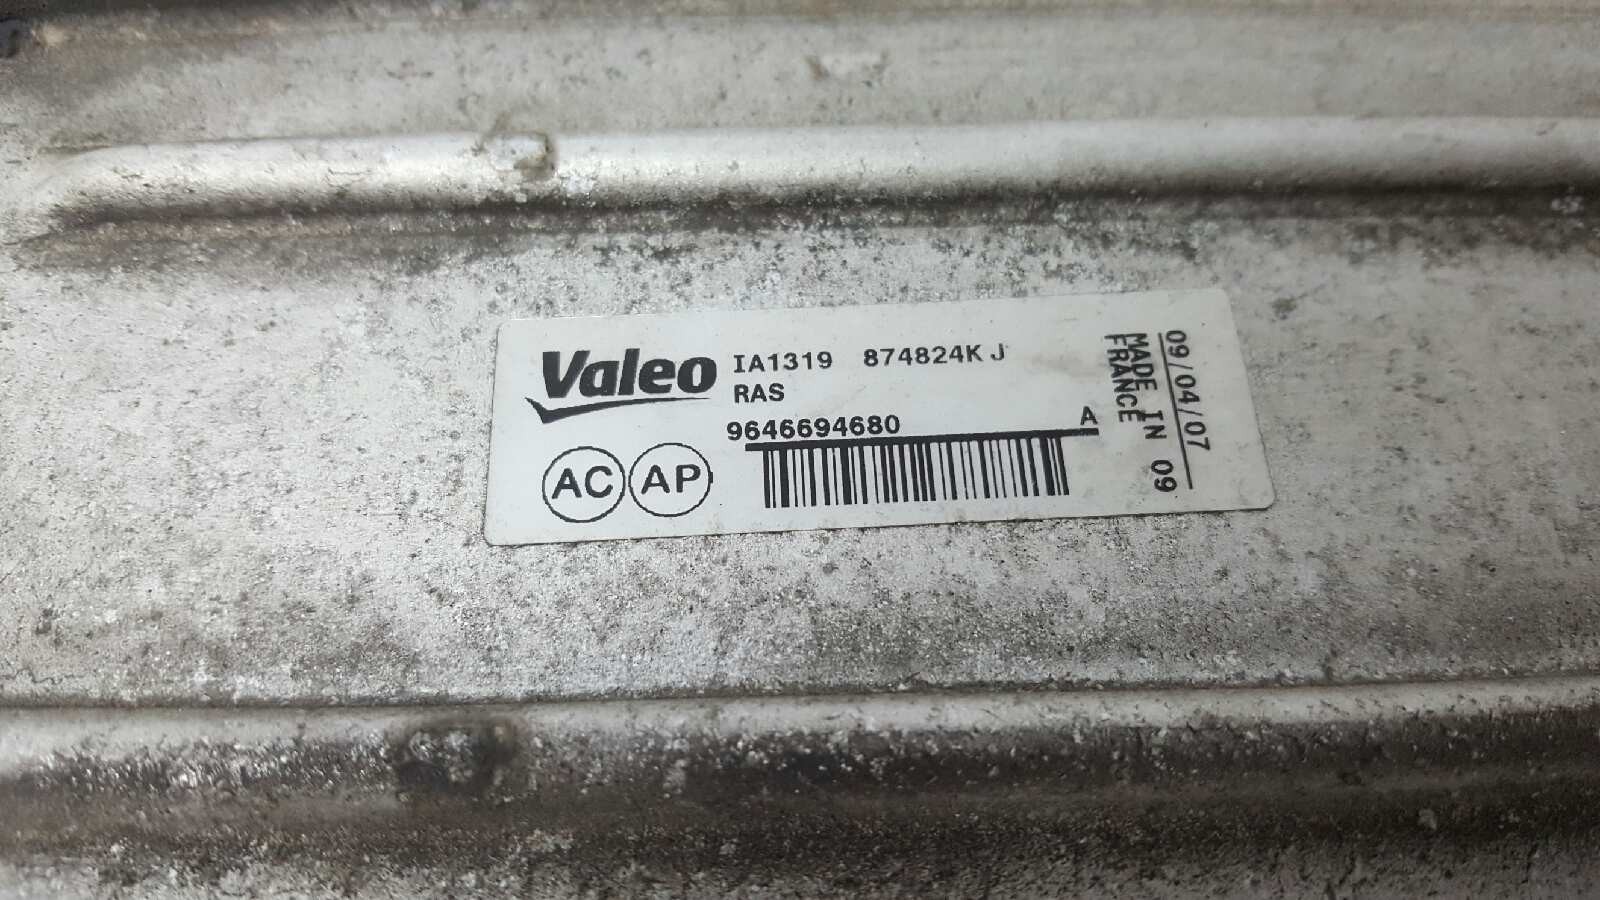 Valeo
IA1319 874824K J
RAS
9646694680 A
AC AP
09/04/07
MADE IN 09
FRANCE